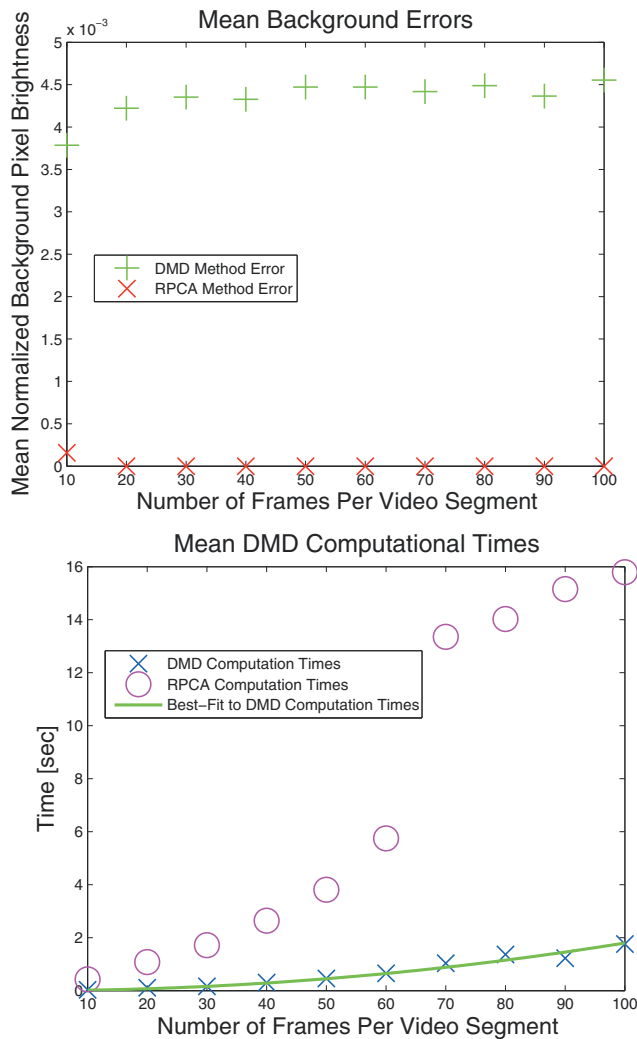 Mean Background Errors
5 x 10⁻³
4.5
4
3.5
3
2.5
2
1.5
1
0.5
0
Mean Normalized Background Pixel Brightness
DMD Method Error
RPCA Method Error
10 20 30 40 50 60 70 80 90 100
Number of Frames Per Video Segment
Mean DMD Computational Times
16
14
12
10
8
6
4
2
0
Time [sec]
DMD Computation Times
RPCA Computation Times
Best–Fit to DMD Computation Times
10 20 30 40 50 60 70 80 90 100
Number of Frames Per Video Segment